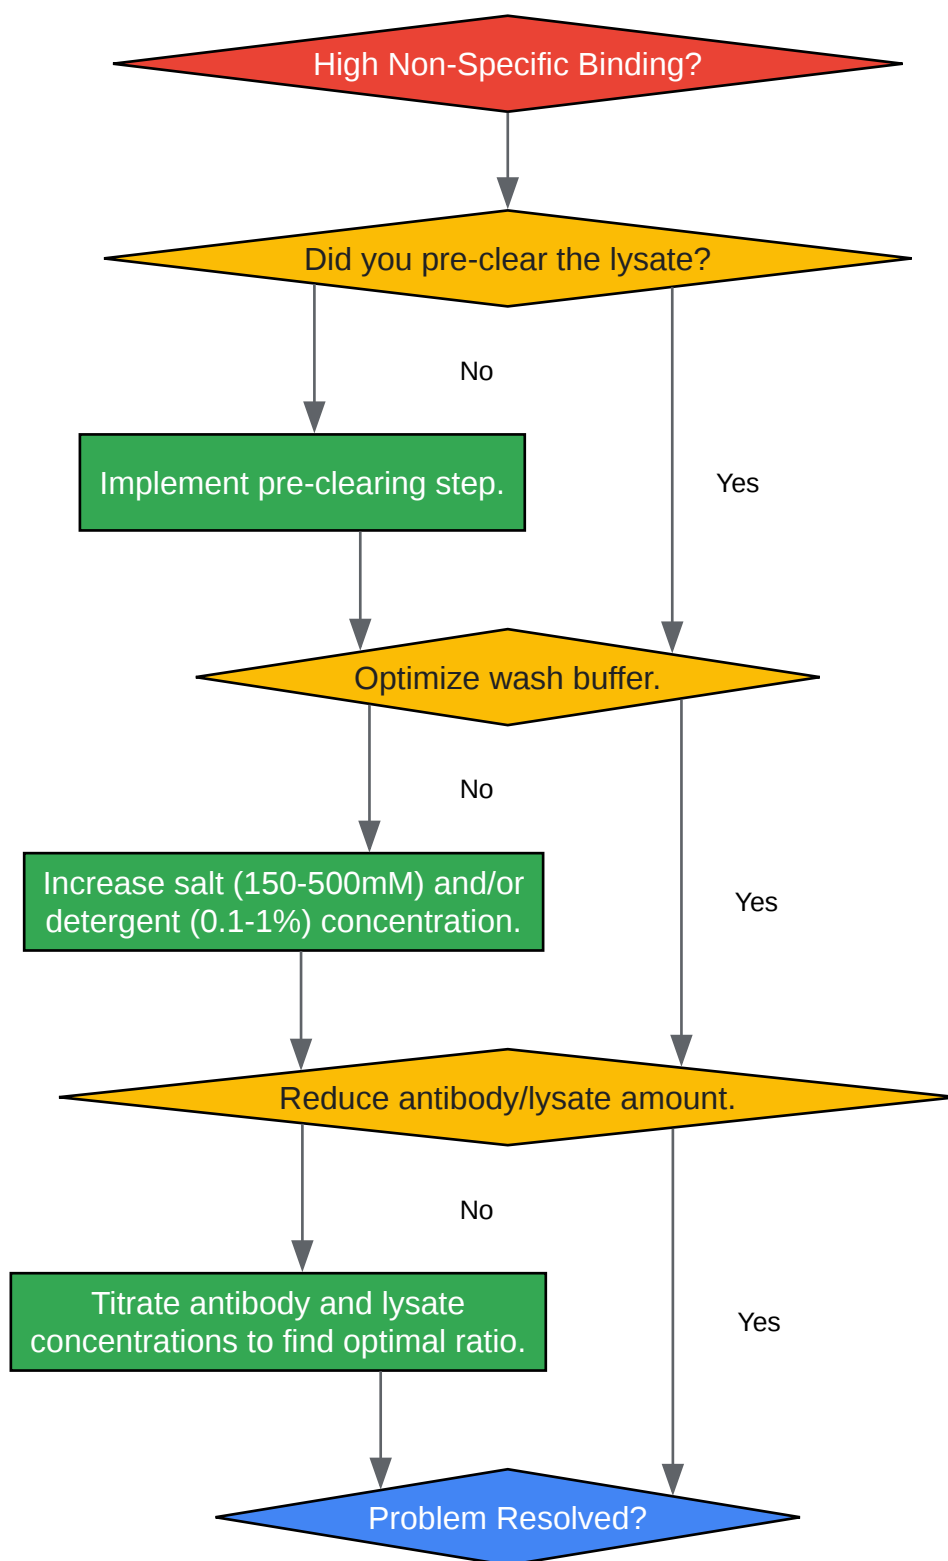 High Non-Specific Binding?
Did you pre-clear the lysate?
No
Implement pre-clearing step.
Yes
Optimize wash buffer.
No
Increase salt (150-500mM) and/or
detergent (0.1-1%) concentration.
Yes
Reduce antibody/lysate amount.
No
Titrate antibody and lysate
concentrations to find optimal ratio.
Yes
Problem Resolved?